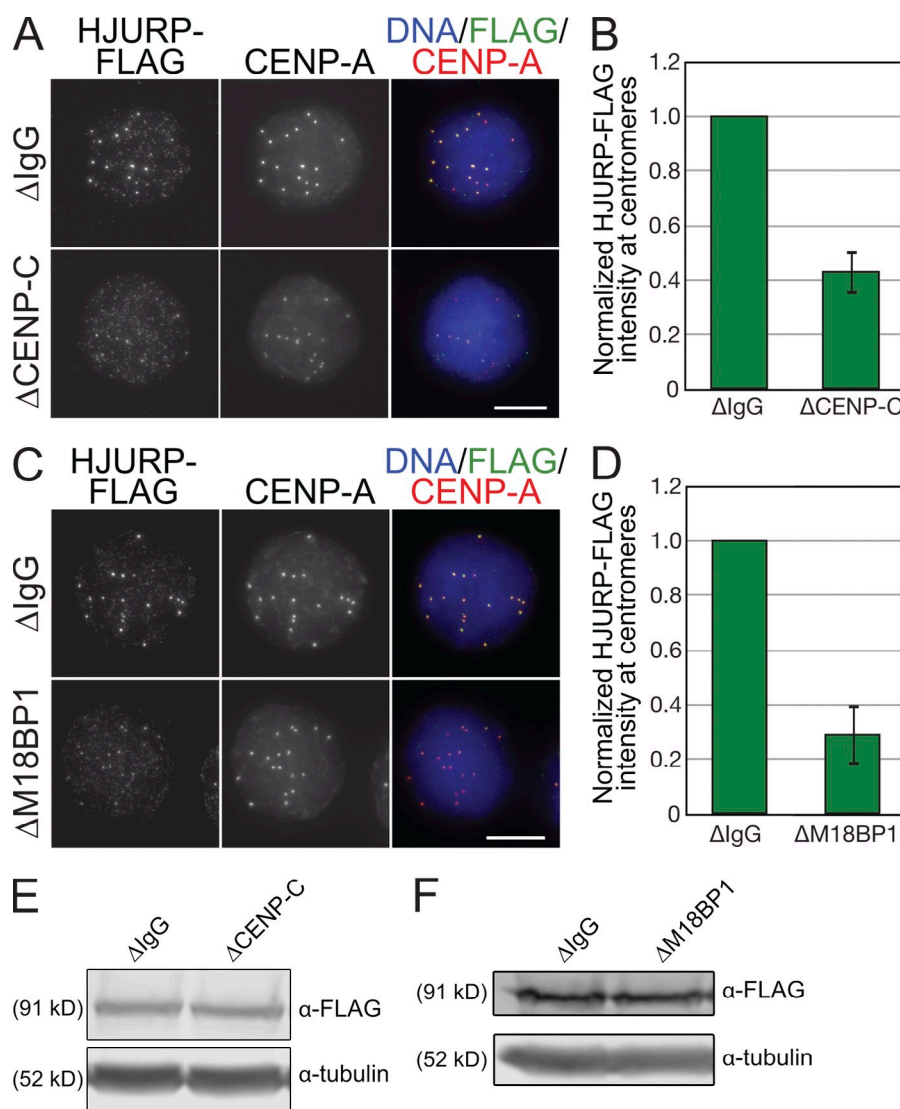 A
HJURP-
FLAG
CENP-A
DNA/FLAG/
CENP-A
ΔIgG
ΔCENP-C
B
Normalized HJURP-FLAG
intensity at centromeres
1.2
1.0
0.8
0.6
0.4
0.2
0
ΔIgG
ΔCENP-C
C
HJURP-
FLAG
CENP-A
DNA/FLAG/
CENP-A
ΔIgG
ΔM18BP1
D
Normalized HJURP-FLAG
intensity at centromeres
1.2
1.0
0.8
0.6
0.4
0.2
0
ΔIgG
ΔM18BP1
E
ΔIgG
ΔCENP-C
(91 kD)
α-FLAG
(52 kD)
α-tubulin
F
ΔIgG
ΔM18BP1
(91 kD)
α-FLAG
(52 kD)
α-tubulin